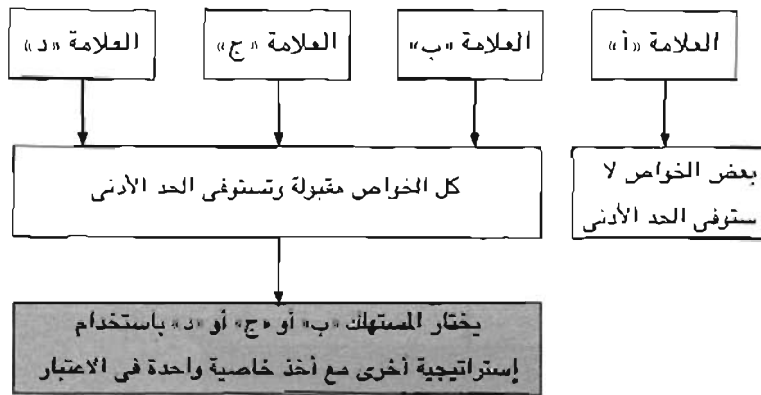 العلامة «أ»
العلامة «ب»
العلامة «ج»
العلامة «د»
بعض الخواص لا
ستوفى الحد الأدنى
كل الخواص مقبولة وتستوفى الحد الأدنى
يختار المستهلك «ب» أو «ج» أو «د» باستخدام
إستراتيجية أخرى مع أخذ خاصية واحدة فى الاعتبار